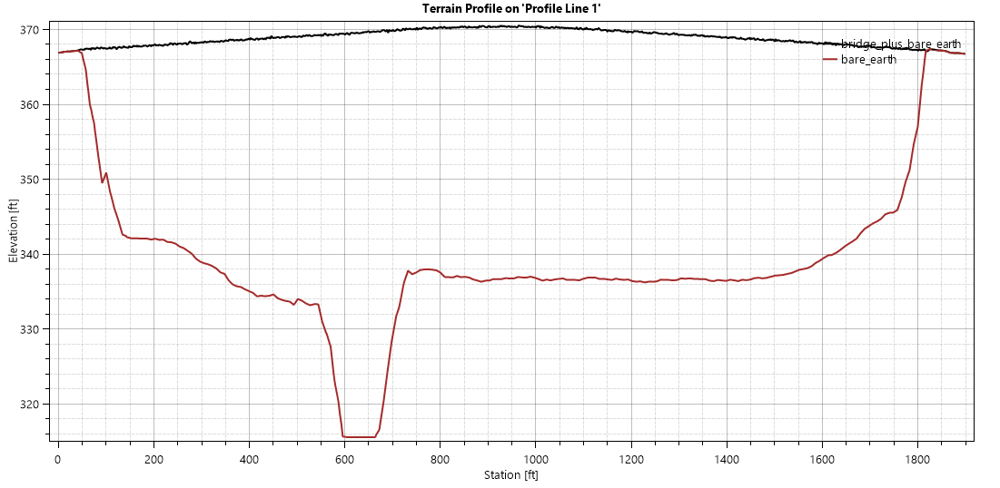 Terrain Profile on 'Profile Line 1'
370
360
350
340
330
320
Elevation [ft]
bridge_plus_bare_earth
bare_earth
0 200 400 600 800 1000 1200 1400 1600 1800
Station [ft]